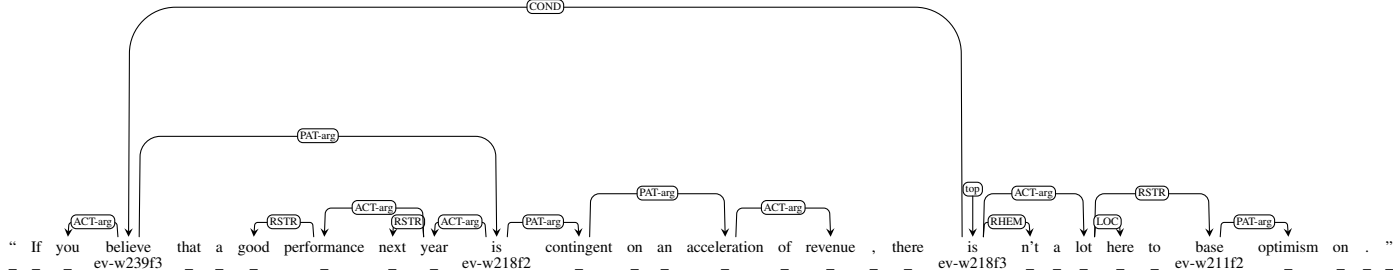 COND
PAT-arg
top
PAT-arg ACT-arg RSTR
ACT-arg ACT-arg
ACT-arg RSTR RSTR ACT-arg PAT-arg RHEM LOC PAT-arg
“ If you believe that a good performance next year is contingent on an acceleration of revenue , there is n't a lot here to base optimism on . ”
_ _ _ ev-w239f3 _ _ _ _ _ _ ev-w218f2 _ _ _ _ _ _ _ _ ev-w218f3 _ _ _ _ _ ev-w211f2 _ _ _ _